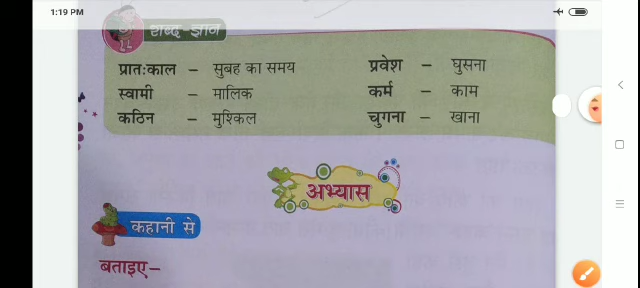 1:19 PM
शब्द-ज्ञान
प्रातःकाल – सुबह का समय प्रवेश – घुसना
स्वामी – मालिक कर्म – काम
कठिन – मुश्किल चुगना – खाना
अभ्यास
कहानी से
बताइए–